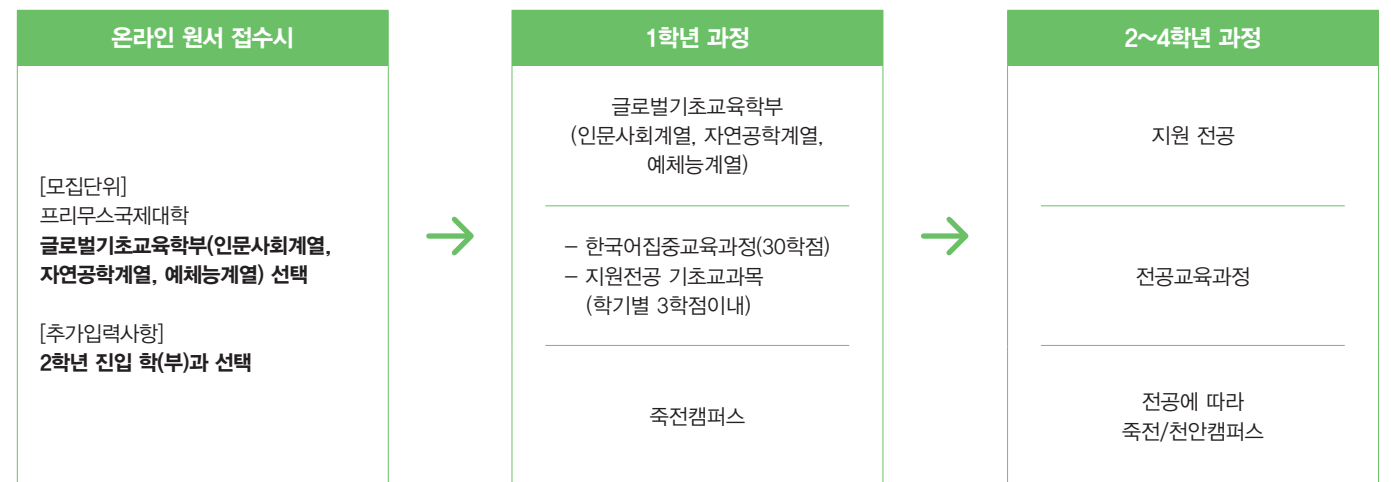 온라인 원서 접수시
[모집단위]
프리무스국제대학
글로벌기초교육학부(인문사회계열,
자연공학계열, 예체능계열) 선택
[추가입력사항]
2학년 진입 학(부)과 선택
→
1학년 과정
글로벌기초교육학부
(인문사회계열, 자연공학계열,
예체능계열)
– 한국어집중교육과정(30학점)
– 지원전공 기초교과목
(학기별 3학점이내)
죽전캠퍼스
→
2~4학년 과정
지원 전공
전공교육과정
전공에 따라
죽전/천안캠퍼스